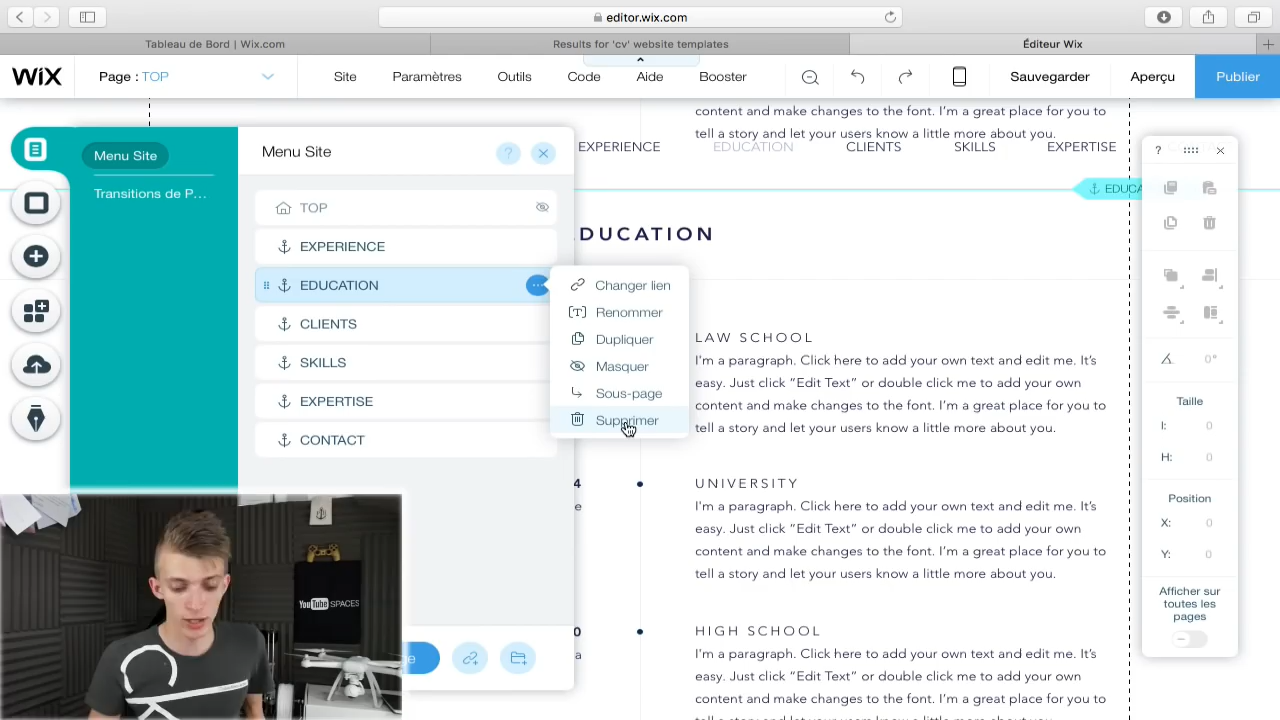 editor.wix.com
Tableau de Bord | Wix.com
Results for 'cv' website templates
Éditeur Wix
WiX
Page : TOP
Site
Paramètres
Outils
Code
Aide
Booster
Sauvegarder
Aperçu
Publier
content and make changes to the font. I'm a great place for you to
tell a story and let your users know a little more about you.
EXPERIENCE
EDUCATION
CLIENTS
SKILLS
EXPERTISE
Menu Site
Transitions de P...
Menu Site
?
TOP
EXPERIENCE
EDUCATION
CLIENTS
SKILLS
EXPERTISE
CONTACT
Changer lien
Renommer
Dupliquer
Masquer
Sous-page
Supprimer
EDUCA
DUCATION
LAW SCHOOL
I'm a paragraph. Click here to add your own text and edit me. It's
easy. Just click “Edit Text” or double click me to add your own
content and make changes to the font. I'm a great place for you to
tell a story and let your users know a little more about you.
4
e
UNIVERSITY
I'm a paragraph. Click here to add your own text and edit me. It's
easy. Just click “Edit Text” or double click me to add your own
content and make changes to the font. I'm a great place for you to
tell a story and let your users know a little more about you.
0
a
HIGH SCHOOL
I'm a paragraph. Click here to add your own text and edit me. It's
easy. Just click “Edit Text” or double click me to add your own
content and make changes to the font. I'm a great place for you to
?
0°
Taille
I: 0
H: 0
Position
X: 0
Y: 0
Afficher sur
toutes les
pages
e
YouTube SPACES